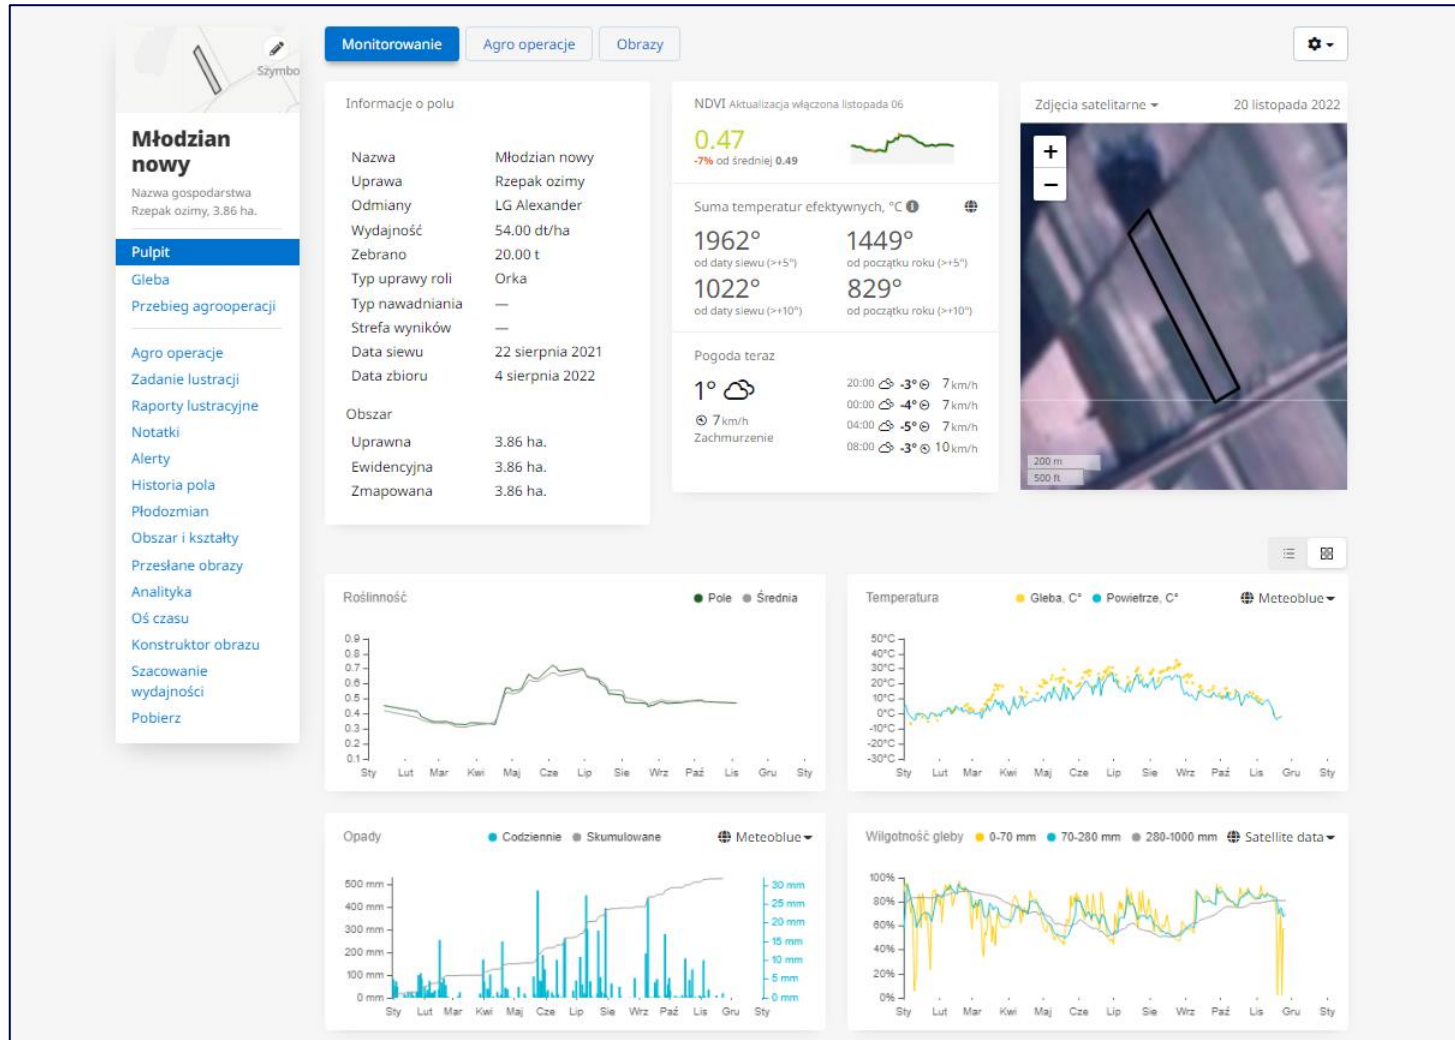 Szymbo
Młodzian
nowy
Nazwa gospodarstwa
Rzepak ozimy, 3.86 ha.
Pulpit
Gleba
Przebieg agrooperacji
Agro operacje
Zadanie lustracji
Raporty lustracyjne
Notatki
Alerty
Historia pola
Płodozmian
Obszar i kształty
Przesłane obrazy
Analityka
Oś czasu
Konstruktor obrazu
Szacowanie
wydajności
Pobierz
Monitorowanie Agro operacje Obrazy
Informacje o polu
Nazwa Młodzian nowy
Uprawa Rzepak ozimy
Odmiany LG Alexander
Wydajność 54.00 dt/ha
Zebrano 20.00 t
Typ uprawy roli Orka
Typ nawadniania —
Strefa wyników —
Data siewu 22 sierpnia 2021
Data zbioru 4 sierpnia 2022
Obszar
Uprawna 3.86 ha.
Ewidencyjna 3.86 ha.
Zmapowana 3.86 ha.
NDVI Aktualizacja włączona listopada 06
0.47
-7% od średniej 0.49
Suma temperatur efektywnych, °C
1962° 1449°
od daty siewu (>+5°) od początku roku (>+5°)
1022° 829°
od daty siewu (>+10°) od początku roku (>+10°)
Pogoda teraz
1°
7 km/h
Zachmurzenie
20:00 -3° 7 km/h
00:00 -4° 7 km/h
04:00 -5° 7 km/h
08:00 -3° 10 km/h
Zdjęcia satelitarne 20 listopada 2022
+
−
200 m
500 ft
Roślinność Pole Średnia
0.9
0.8
0.7
0.6
0.5
0.4
0.3
0.2
0.1
Sty Lut Mar Kwi Maj Cze Lip Sie Wrz Paź Lis Gru Sty
Temperatura Gleba, C° Powietrze, C° Meteoblue
50°C
40°C
30°C
20°C
10°C
0°C
-10°C
-20°C
-30°C
Sty Lut Mar Kwi Maj Cze Lip Sie Wrz Paź Lis Gru Sty
Opady Codziennie Skumulowane Meteoblue
500 mm 30 mm
400 mm 25 mm
300 mm 20 mm
200 mm 15 mm
100 mm 10 mm
0 mm 5 mm
0 mm
Sty Lut Mar Kwi Maj Cze Lip Sie Wrz Paź Lis Gru Sty
Wilgotność gleby 0-70 mm 70-280 mm 280-1000 mm Satellite data
100%
80%
60%
40%
20%
0%
Sty Lut Mar Kwi Maj Cze Lip Sie Wrz Paź Lis Gru Sty